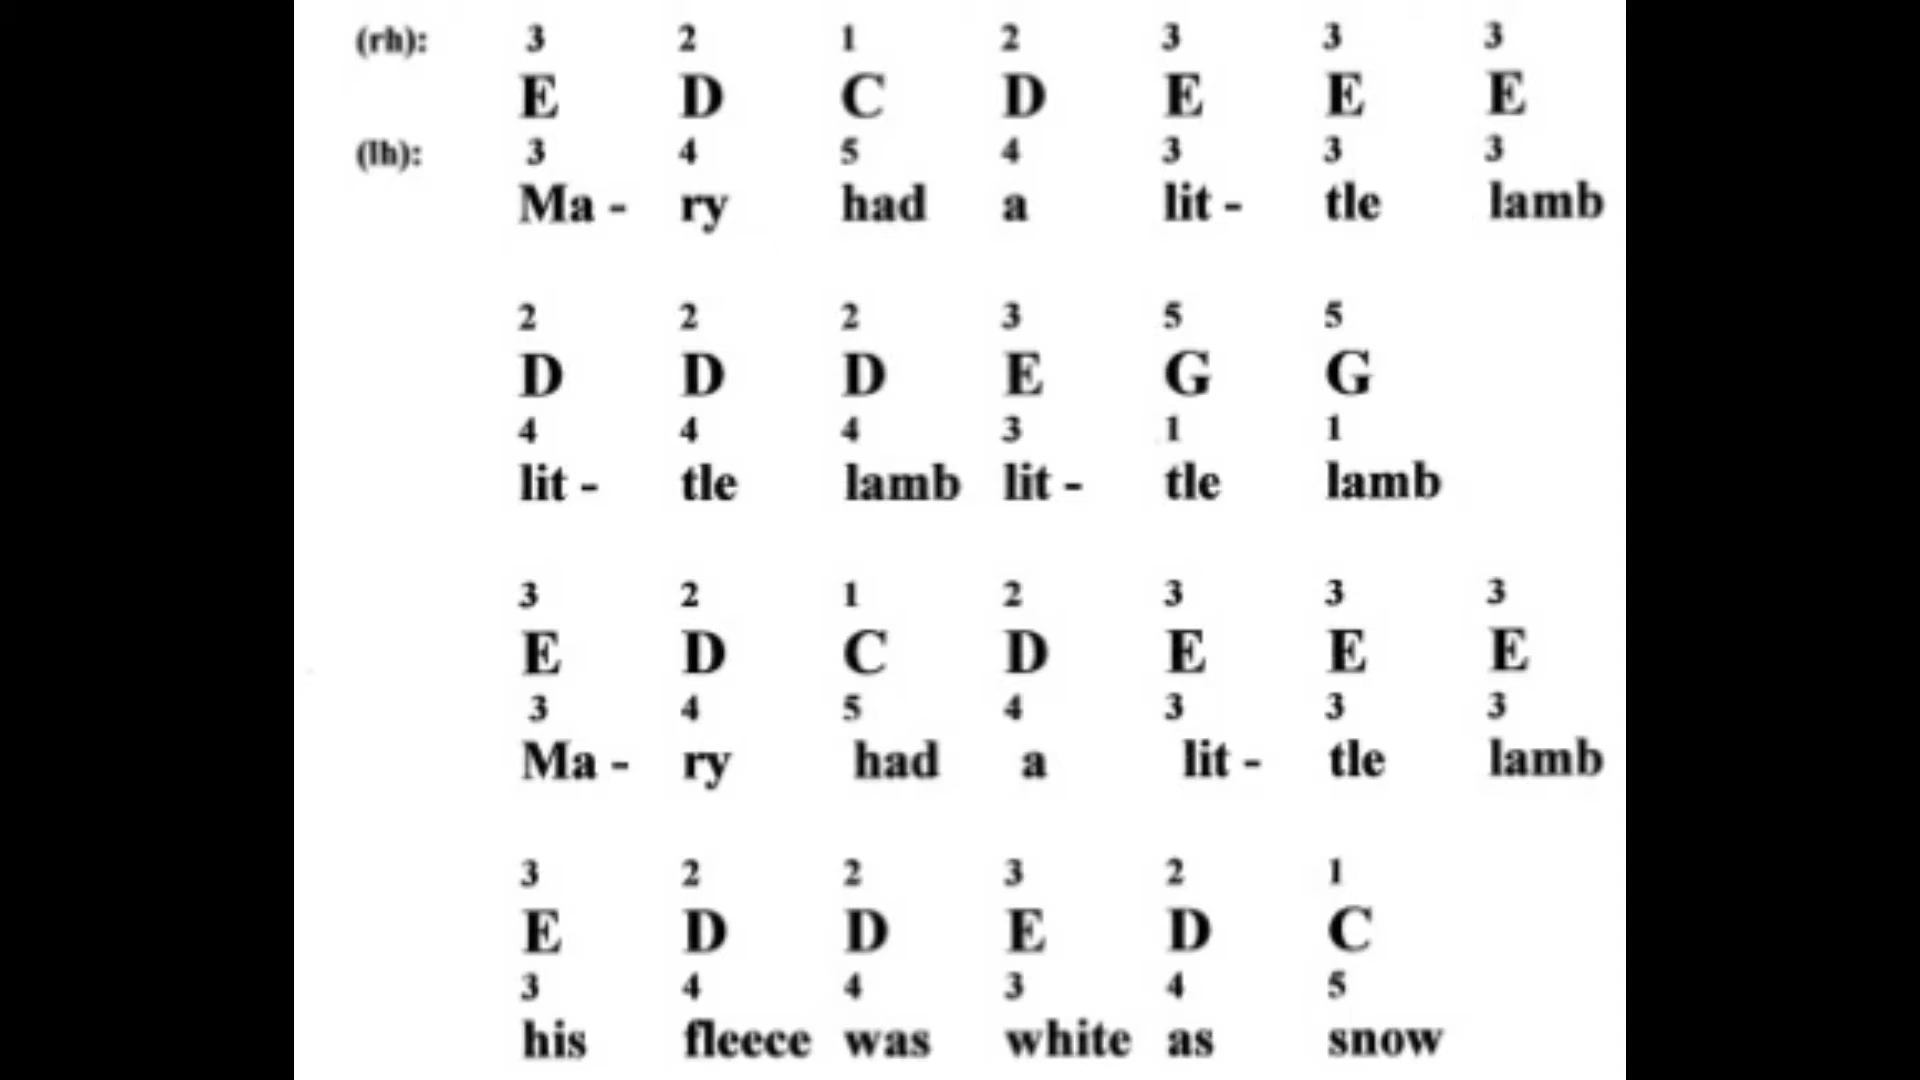 (rh): 3 2 1 2 3 3 3
E D C D E E E
(lh): 3 4 5 4 3 3 3
Ma - ry had a lit - tle lamb
2 2 2 3 5 5
D D D E G G
4 4 4 3 1 1
lit - tle lamb lit - tle lamb
3 2 1 2 3 3 3
E D C D E E E
3 4 5 4 3 3 3
Ma - ry had a lit - tle lamb
3 2 2 3 2 1
E D D E D C
3 4 4 3 4 5
his fleece was white as snow